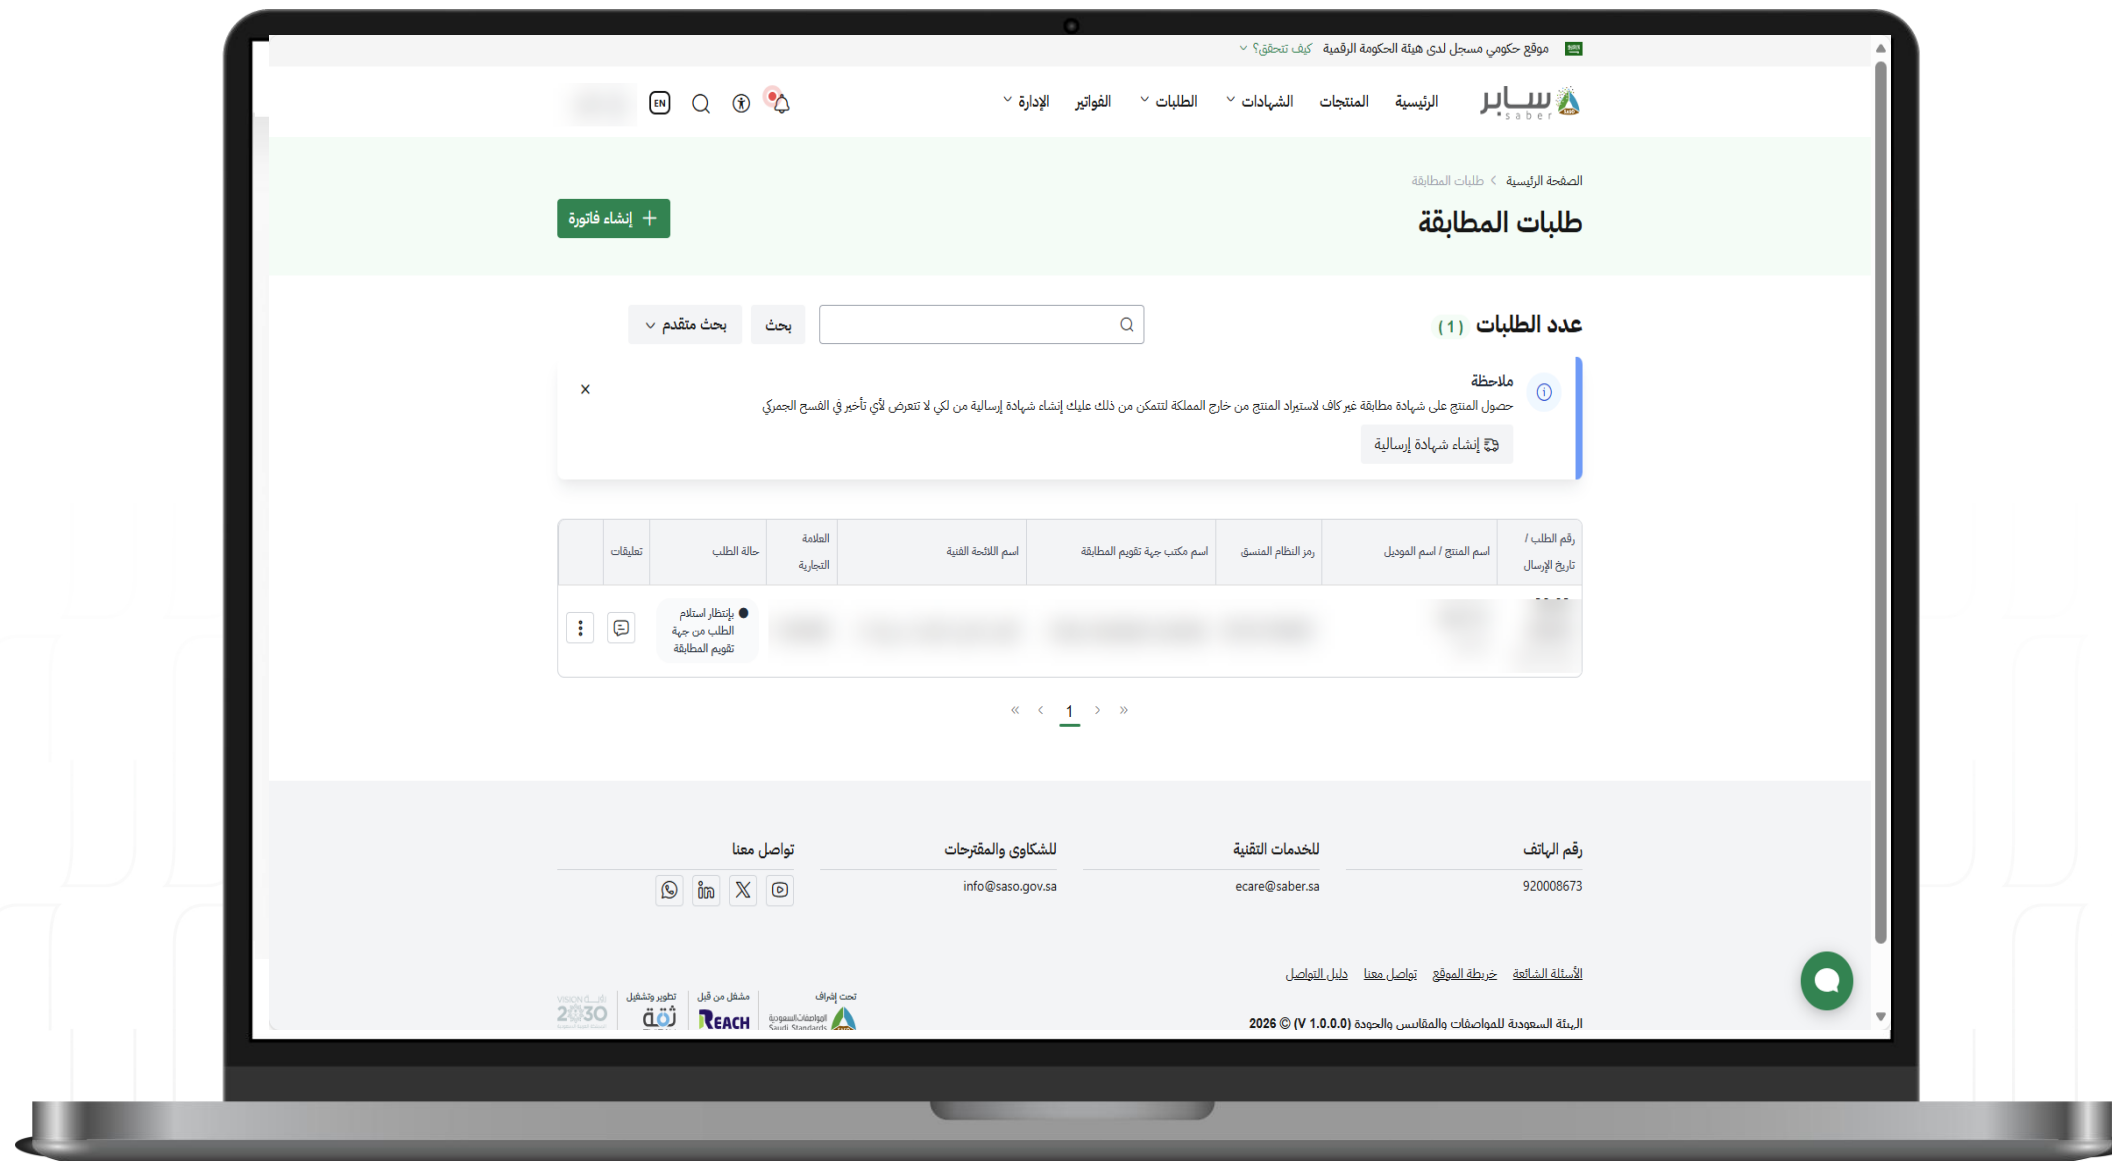 موقع حكومي مسجل لدى هيئة الحكومة الرقمية كيف تتحقق؟
سابر
saber
الرئيسية المنتجات الشهادات الطلبات الفواتير الإدارة
EN
الصفحة الرئيسية طلبات المطابقة
طلبات المطابقة
+ إنشاء فاتورة
عدد الطلبات (1)
بحث
بحث متقدم
ملاحظة
حصول المنتج على شهادة مطابقة غير كاف لاستيراد المنتج من خارج المملكة لتتمكن من ذلك عليك إنشاء شهادة إرسالية من لكي لا تتعرض لأي تأخير في الفسح الجمركي
إنشاء شهادة إرسالية
رقم الطلب / تاريخ الإرسال
اسم المنتج / اسم الموديل
رمز النظام المنسق
اسم مكتب جهة تقويم المطابقة
اسم اللائحة الفنية
العلامة التجارية
حالة الطلب
تعليقات
بإنتظار استلام
الطلب من جهة
تقويم المطابقة
« ‹ 1 › »
رقم الهاتف
920008673
للخدمات التقنية
ecare@saber.sa
للشكاوى والمقترحات
info@saso.gov.sa
تواصل معنا
الأسئلة الشائعة خريطة الموقع تواصل معنا دليل التواصل
الهيئة السعودية للمواصفات والمقاييس والجودة (V 1.0.0.0) © 2026
تحت إشراف
المواصفات السعودية
Saudi Standards
مشغل من قبل
REACH
تطوير وتشغيل
ثقة
VISION رؤية
2030